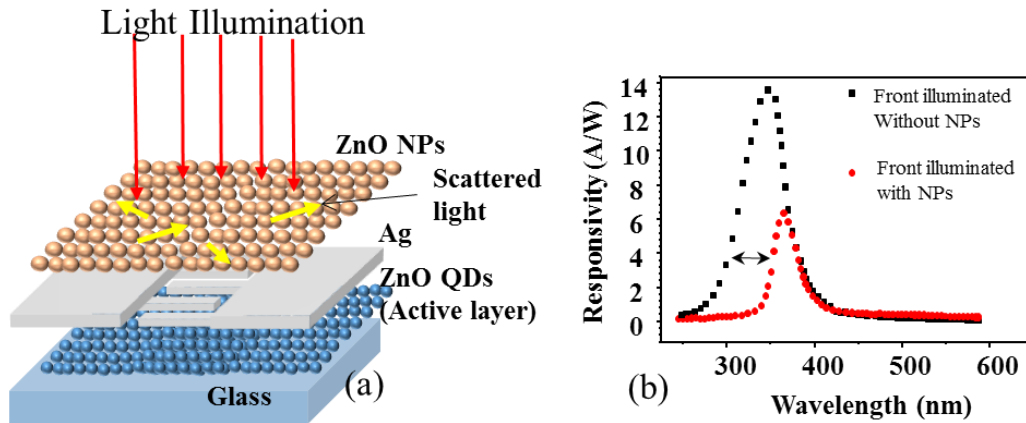 Light Illumination
ZnO NPs
Scattered
light
Ag
ZnO QDs
(Active layer)
Glass
(a)
Responsivity (A/W)
14
12
10
8
6
4
2
0
300
400
500
600
Wavelength (nm)
Front illuminated
Without NPs
Front illuminated
with NPs
(b)